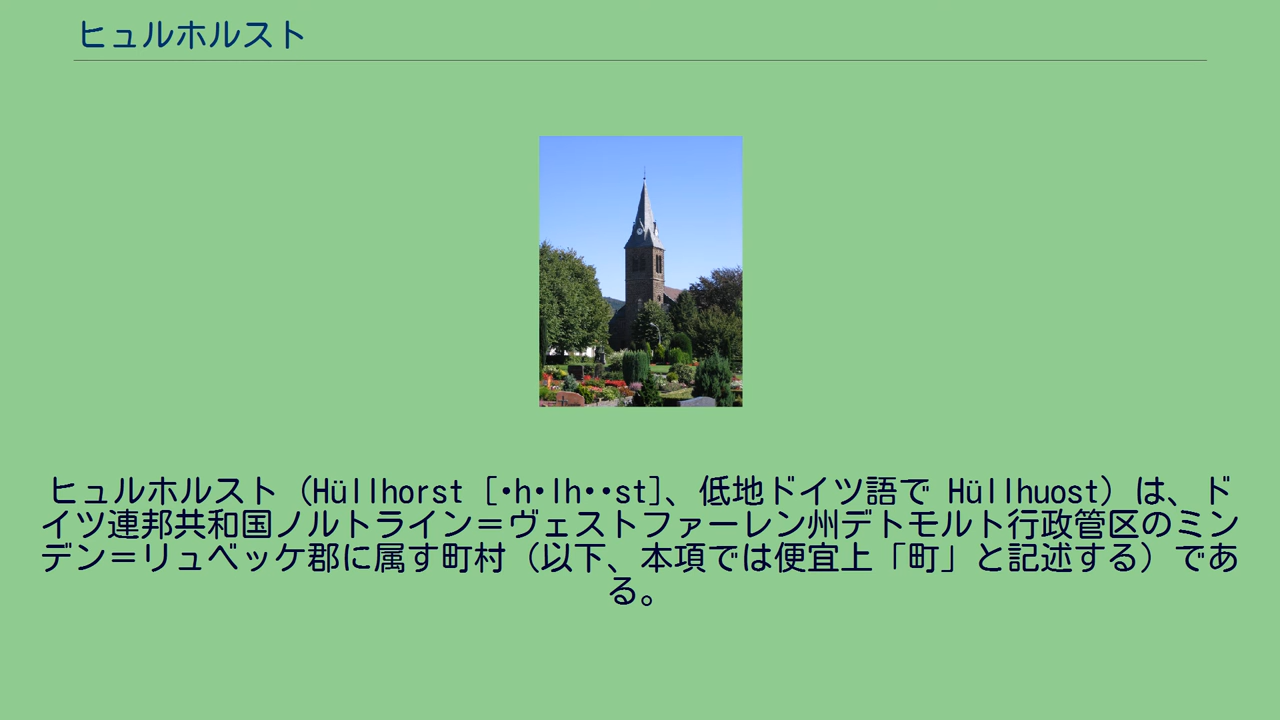 ヒュルホルスト
ヒュルホルスト（Hüllhorst [•h•lh••st]、低地ドイツ語で Hüllhuost）は、ド
イツ連邦共和国ノルトライン＝ヴェストファーレン州デトモルト行政管区のミン
デン＝リュベッケ郡に属す町村（以下、本項では便宜上「町」と記述する）であ
る。